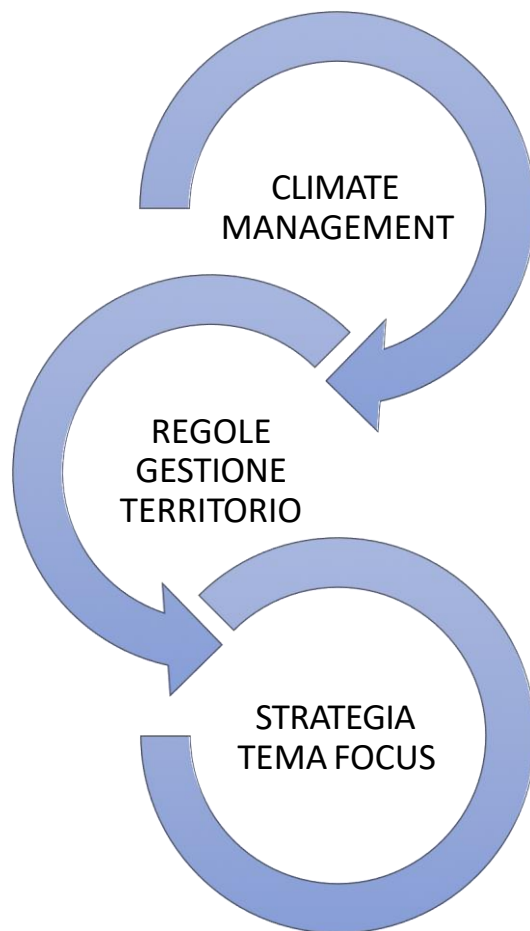 CLIMATE
MANAGEMENT
REGOLE
GESTIONE
TERRITORIO
STRATEGIA
TEMA FOCUS